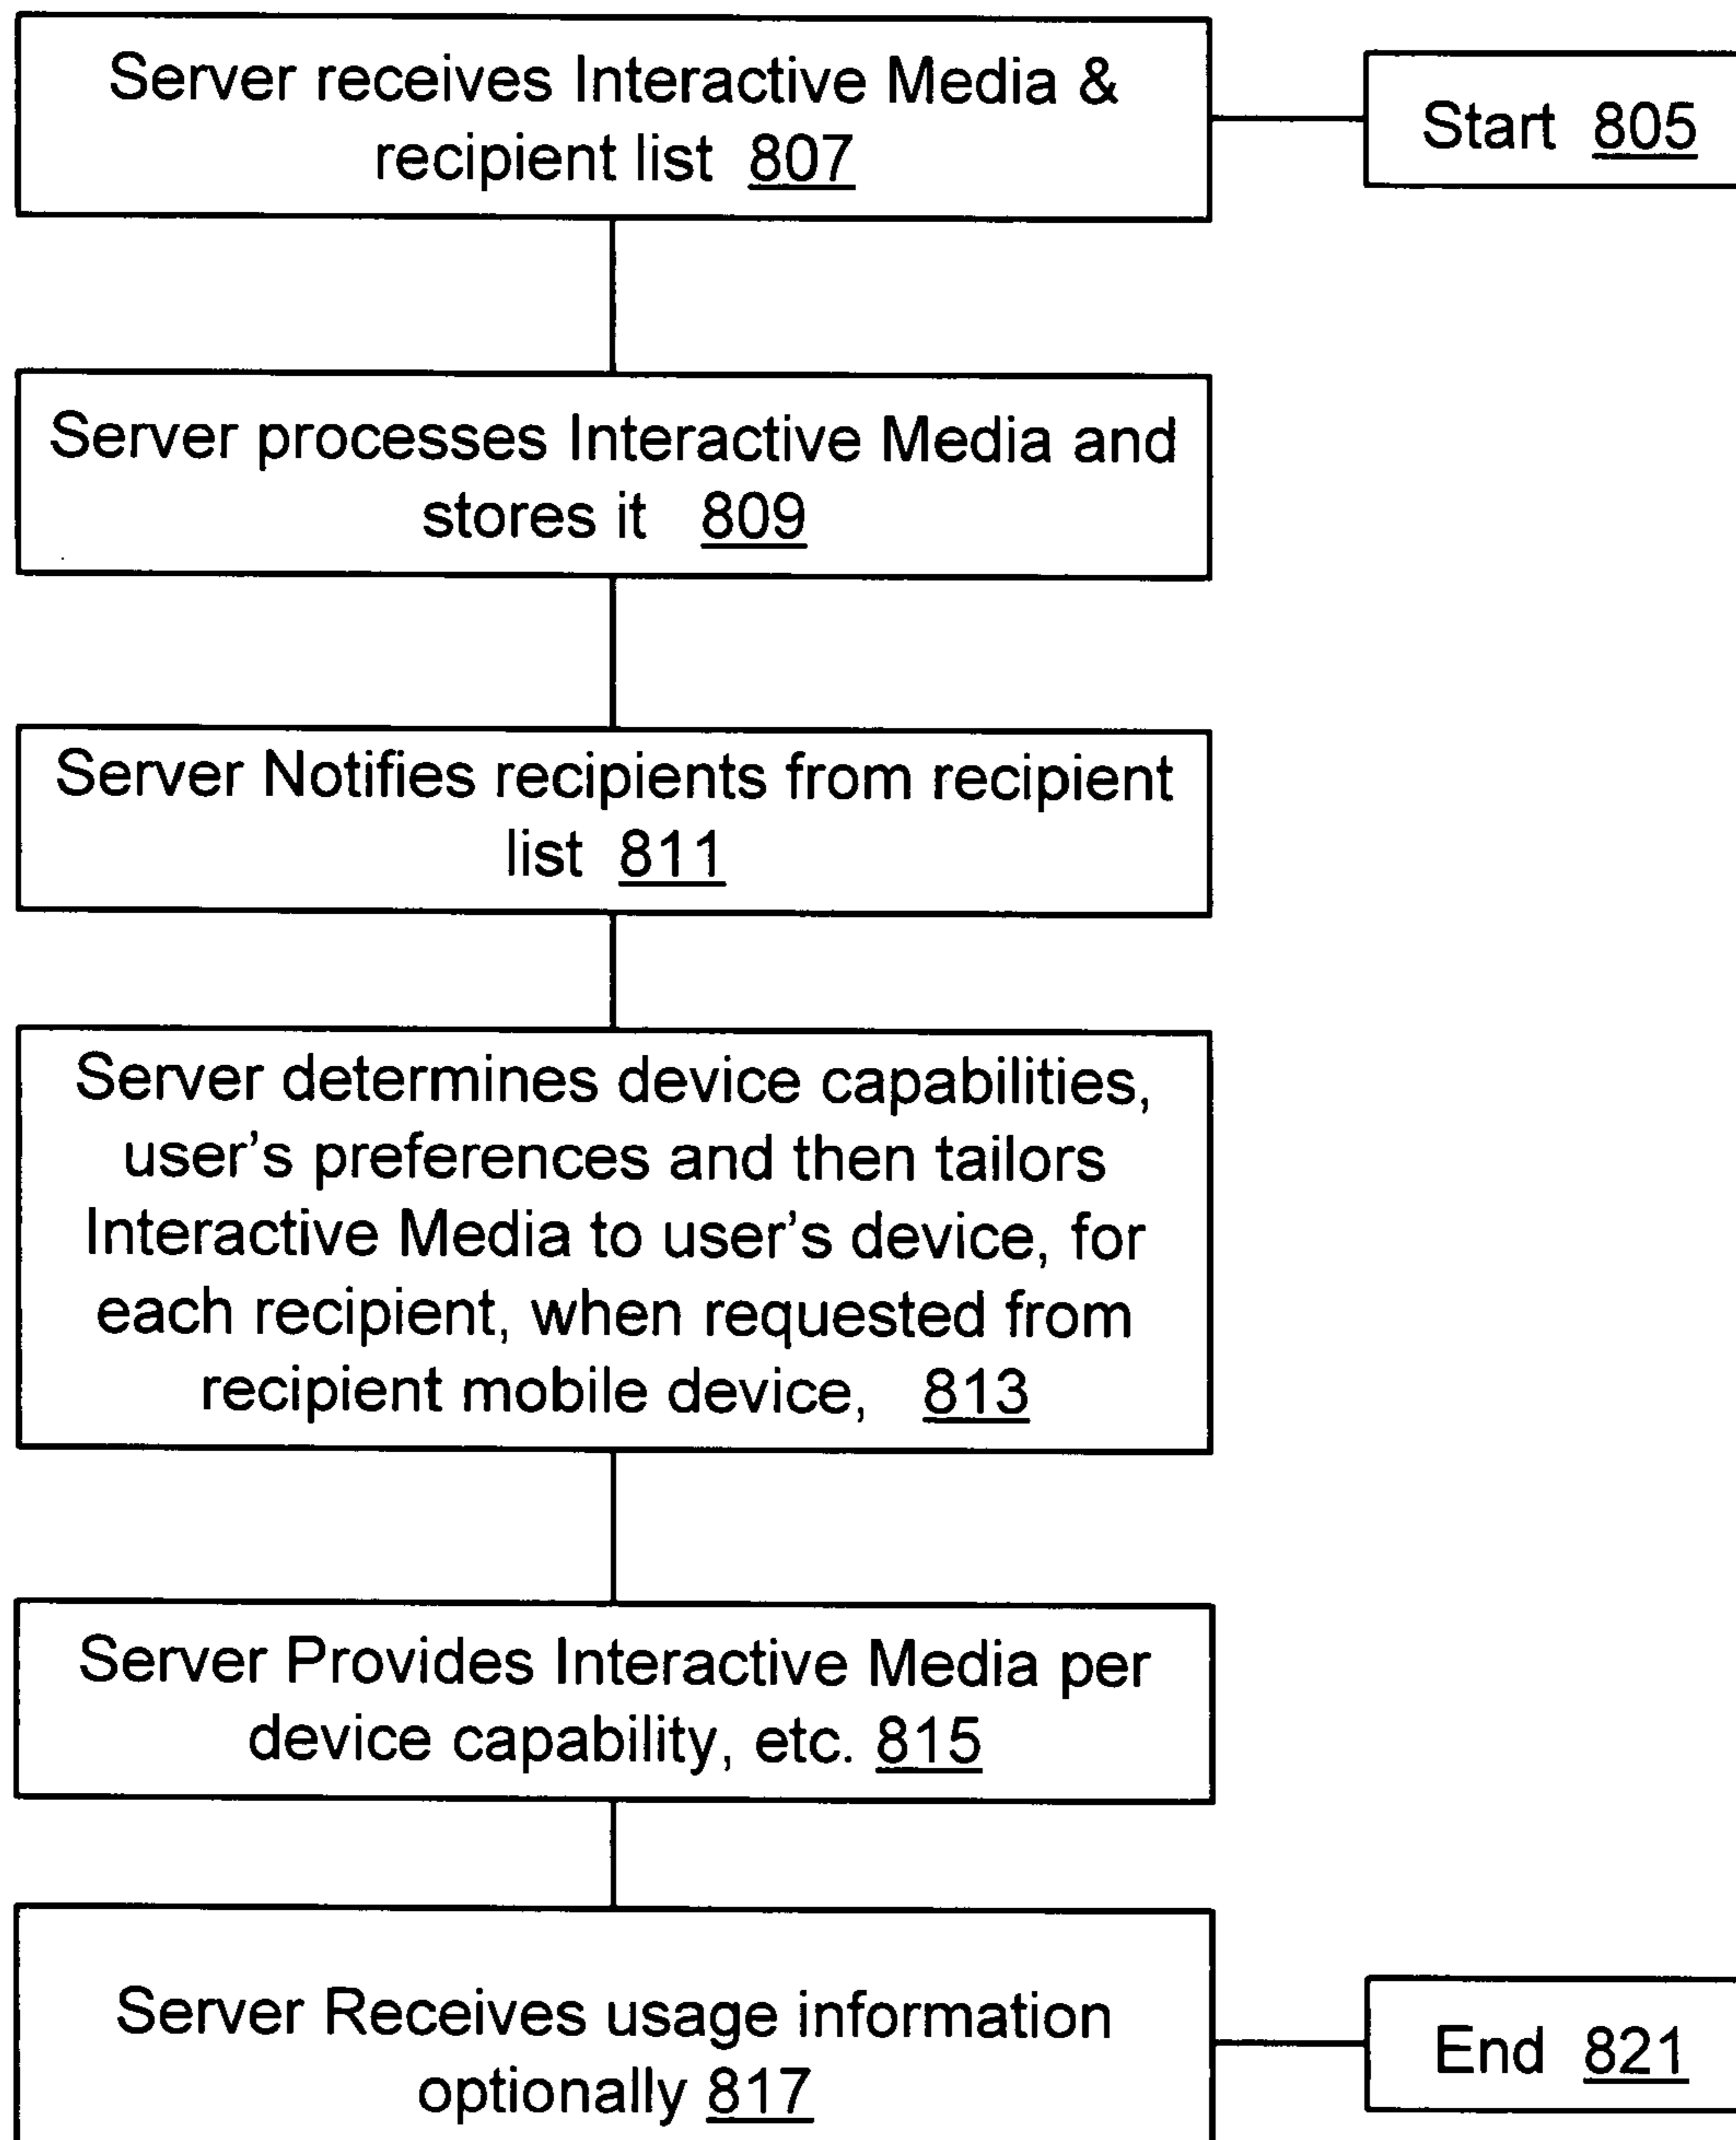 Server receives Interactive Media &
recipient list 807
Start 805
Server processes Interactive Media and
stores it 809
Server Notifies recipients from recipient
list 811
Server determines device capabilities,
user's preferences and then tailors
Interactive Media to user's device, for
each recipient, when requested from
recipient mobile device, 813
Server Provides Interactive Media per
device capability, etc. 815
Server Receives usage information
optionally 817
End 821